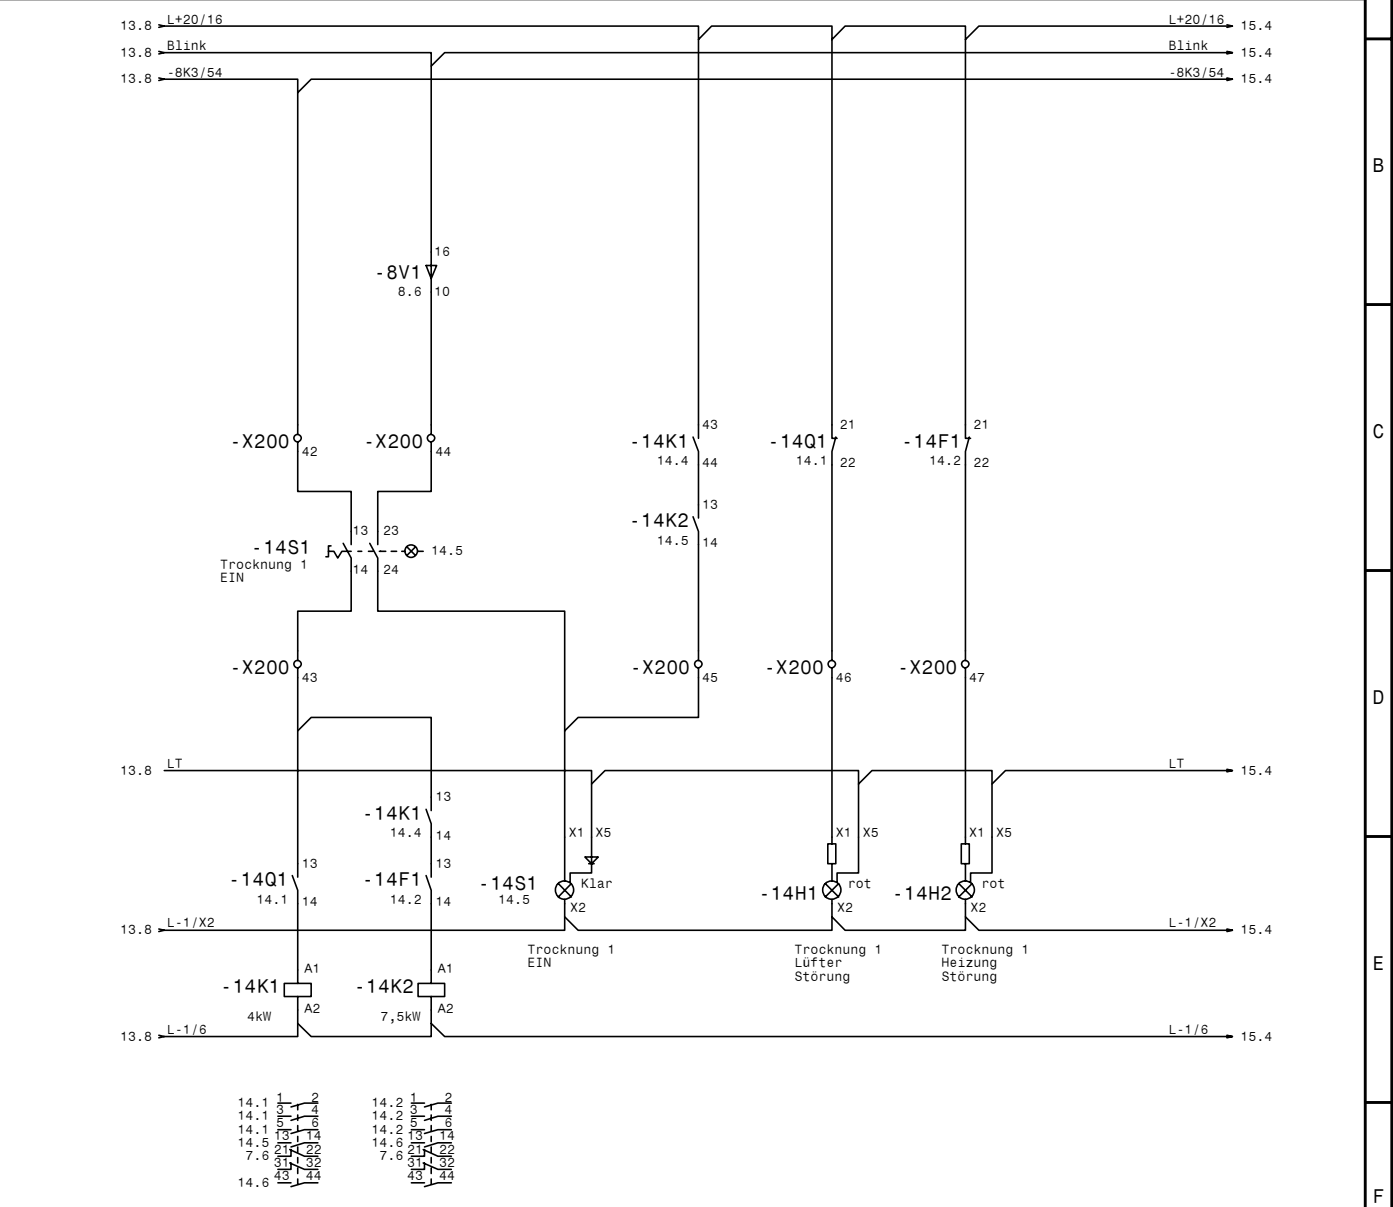 13.8 L+20/16 L+20/16 15.4
13.8 Blink Blink 15.4
13.8 -8K3/54 -8K3/54 15.4
B
16
-8V1
8.6 10
43 21 21
-X200 -X200 -14K1 -14Q1 -14F1 C
42 44 14.4 44 14.1 22 14.2 22
13
-14K2
14.5 14
13 23
-14S1 14.5
Trocknung 1 14 24
EIN
-X200 -X200 -X200 -X200
43 45 46 47
D
13.8 LT LT 15.4
13
-14K1
14.4 14
X1 X5 X1 X5 X1 X5
13 13
-14Q1 -14F1 -14S1 Klar -14H1 rot -14H2 rot
14.1 14 14.2 14 14.5 X2 X2 X2
13.8 L-1/X2 L-1/X2 15.4
Trocknung 1 Trocknung 1 Trocknung 1
EIN Lüfter Heizung
Störung Störung
E
A1 A1
-14K1 -14K2
A2 A2
4kW 7,5kW
13.8 L-1/6 L-1/6 15.4
14.1 1 2 14.2 1 2
14.1 3 4 14.2 3 4
14.1 5 6 14.2 5 6
14.5 13 14 14.6 13 14
7.6 21 22 7.6 21 22
31 32 31 32
14.6 43 44 43 44
F